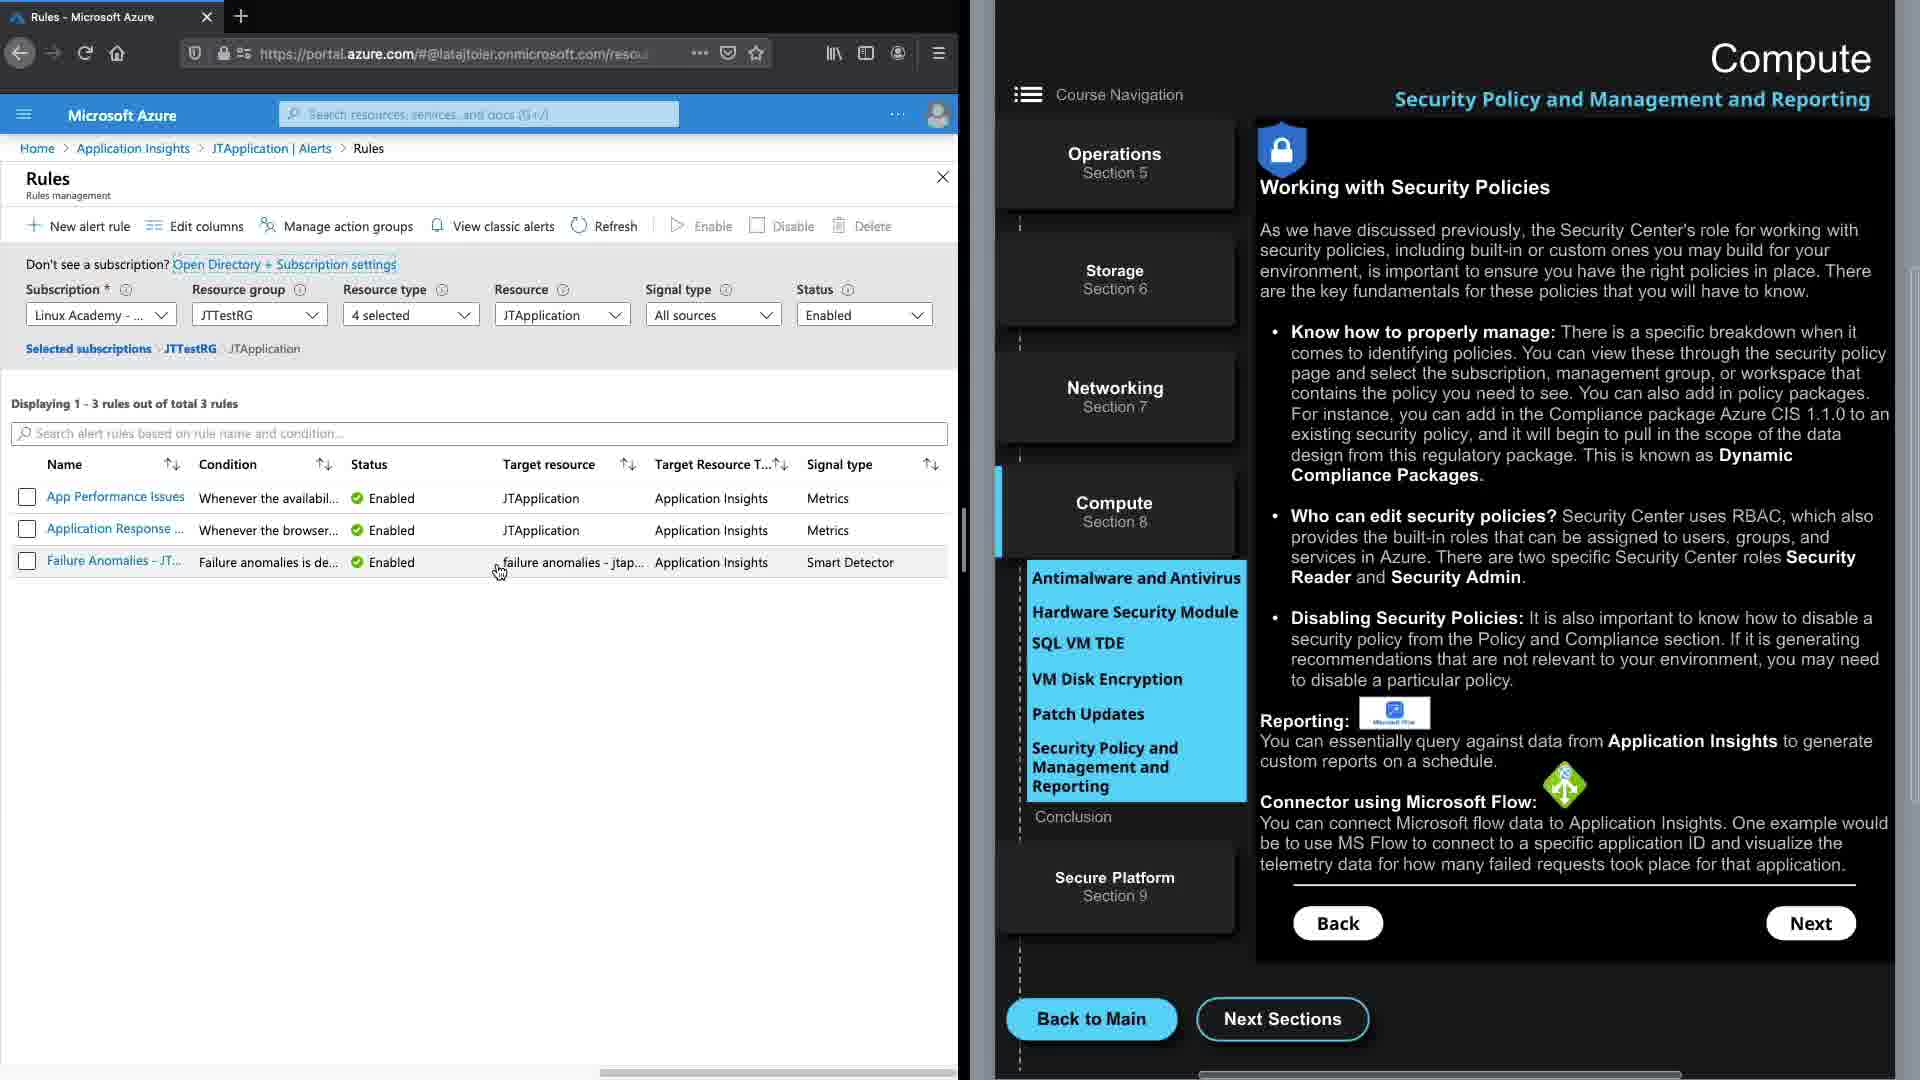 Rules - Microsoft Azure
https://portal.azure.com/#@latajtoier.onmicrosoft.com/resou
Microsoft Azure
Search resources, services, and docs (G+/)
Home > Application Insights > JTApplication | Alerts > Rules
Rules
Rules management
New alert rule
Edit columns
Manage action groups
View classic alerts
Refresh
Enable
Disable
Delete
Don't see a subscription? Open Directory + Subscription settings
Subscription *
Resource group
Resource type
Resource
Signal type
Status
Linux Academy - ...
JTTestRG
4 selected
JTApplication
All sources
Enabled
Selected subscriptions
JTTestRG
JTApplication
Displaying 1 - 3 rules out of total 3 rules
Search alert rules based on rule name and condition...
Name
Condition
Status
Target resource
Target Resource T...
Signal type
App Performance Issues
Whenever the availabil...
Enabled
JTApplication
Application Insights
Metrics
Application Response ...
Whenever the browser...
Enabled
JTApplication
Application Insights
Metrics
Failure Anomalies - JT...
Failure anomalies is de...
Enabled
failure anomalies - jtap...
Application Insights
Smart Detector
Compute
Security Policy and Management and Reporting
Course Navigation
Operations
Section 5
Storage
Section 6
Networking
Section 7
Compute
Section 8
Antimalware and Antivirus
Hardware Security Module
SQL VM TDE
VM Disk Encryption
Patch Updates
Security Policy and
Management and
Reporting
Conclusion
Secure Platform
Section 9
Back to Main
Next Sections
Working with Security Policies
As we have discussed previously, the Security Center's role for working with
security policies, including built-in or custom ones you may build for your
environment, is important to ensure you have the right policies in place. There
are the key fundamentals for these policies that you will have to know.
• Know how to properly manage: There is a specific breakdown when it
comes to identifying policies. You can view these through the security policy
page and select the subscription, management group, or workspace that
contains the policy you need to see. You can also add in policy packages.
For instance, you can add in the Compliance package Azure CIS 1.1.0 to an
existing security policy, and it will begin to pull in the scope of the data
design from this regulatory package. This is known as Dynamic
Compliance Packages.
• Who can edit security policies? Security Center uses RBAC, which also
provides the built-in roles that can be assigned to users. groups, and
services in Azure. There are two specific Security Center roles Security
Reader and Security Admin.
• Disabling Security Policies: It is also important to know how to disable a
security policy from the Policy and Compliance section. If it is generating
recommendations that are not relevant to your environment, you may need
to disable a particular policy.
Reporting:
Microsoft Flow
You can essentially query against data from Application Insights to generate
custom reports on a schedule.
Connector using Microsoft Flow:
You can connect Microsoft flow data to Application Insights. One example would
be to use MS Flow to connect to a specific application ID and visualize the
telemetry data for how many failed requests took place for that application.
Back
Next